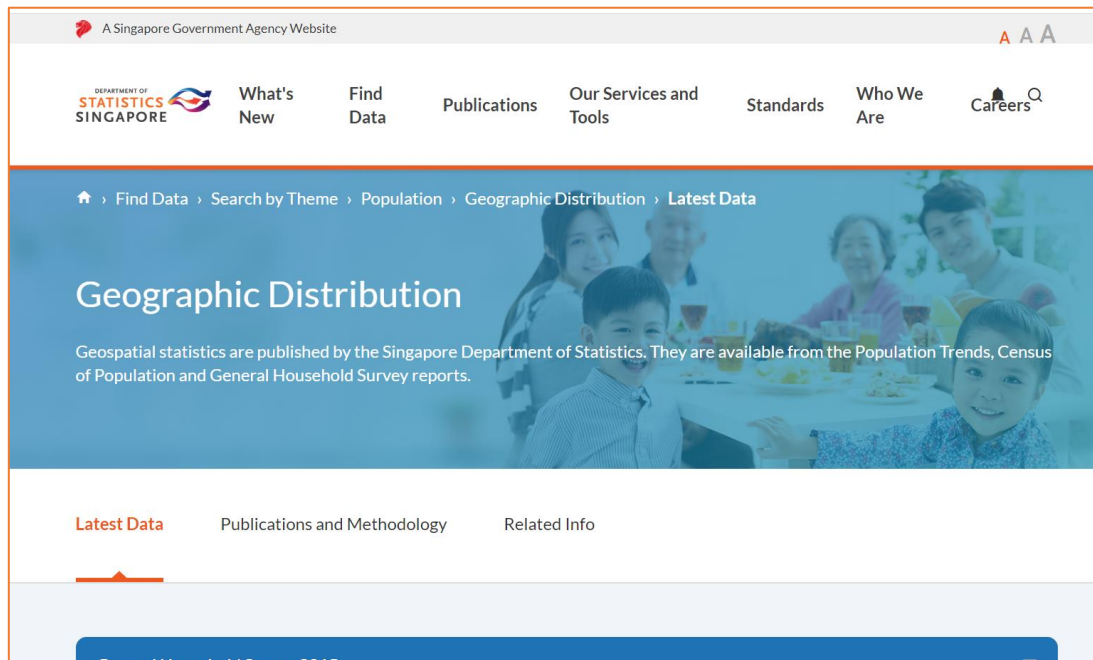 A Singapore Government Agency Website
A A A
DEPARTMENT OF
STATISTICS
SINGAPORE
What's
New
Find
Data
Publications
Our Services and
Tools
Standards
Who We
Are
Careers
› Find Data › Search by Theme › Population › Geographic Distribution › Latest Data
Geographic Distribution
Geospatial statistics are published by the Singapore Department of Statistics. They are available from the Population Trends, Census
of Population and General Household Survey reports.
Latest Data
Publications and Methodology
Related Info